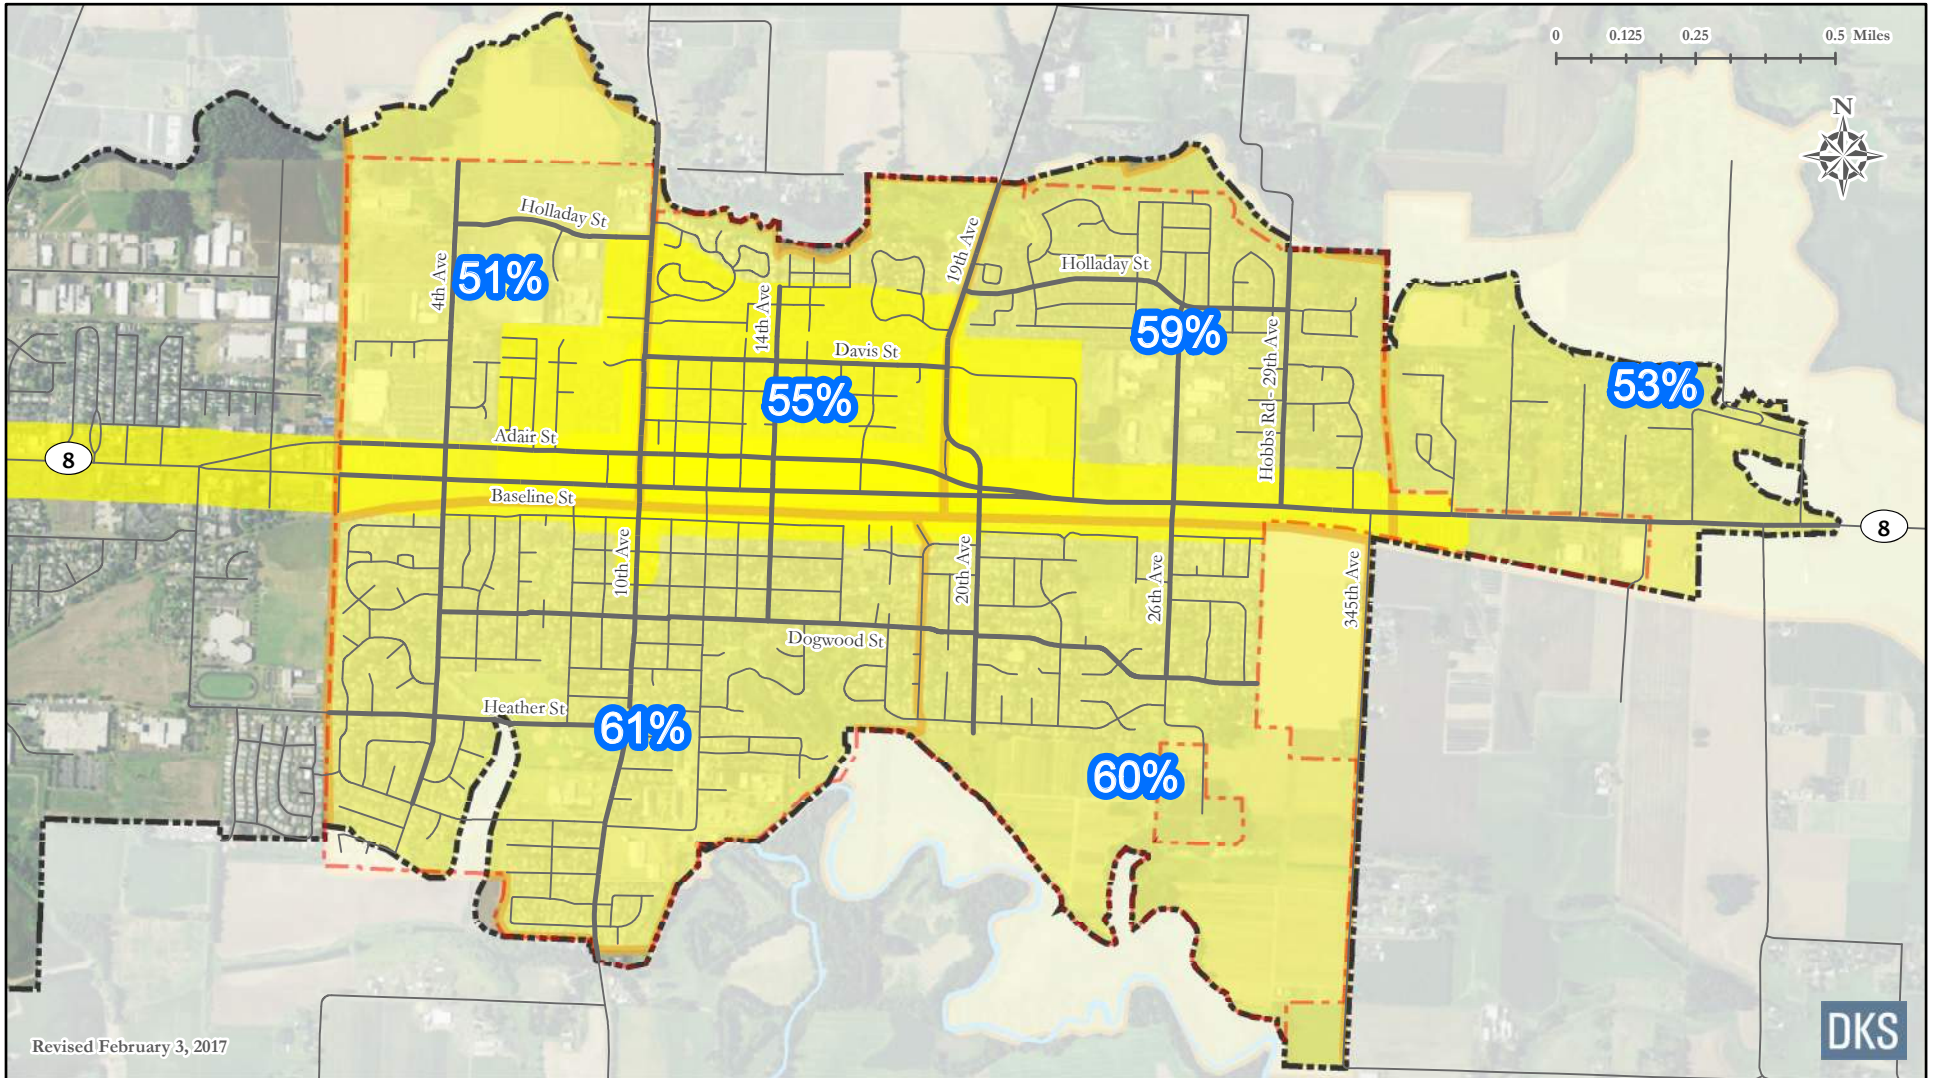 0 0.125 0.25 0.5 Miles
N
Holladay St
4th Ave
51%
19th Ave
Holladay St
14th Ave
59%
Davis St
Hobbs Rd - 29th Ave
55%
53%
Adair St
8
Baseline St
8
10th Ave
20th Ave
26th Ave
345th Ave
Dogwood St
Heather St
61%
60%
Revised February 3, 2017
DKS